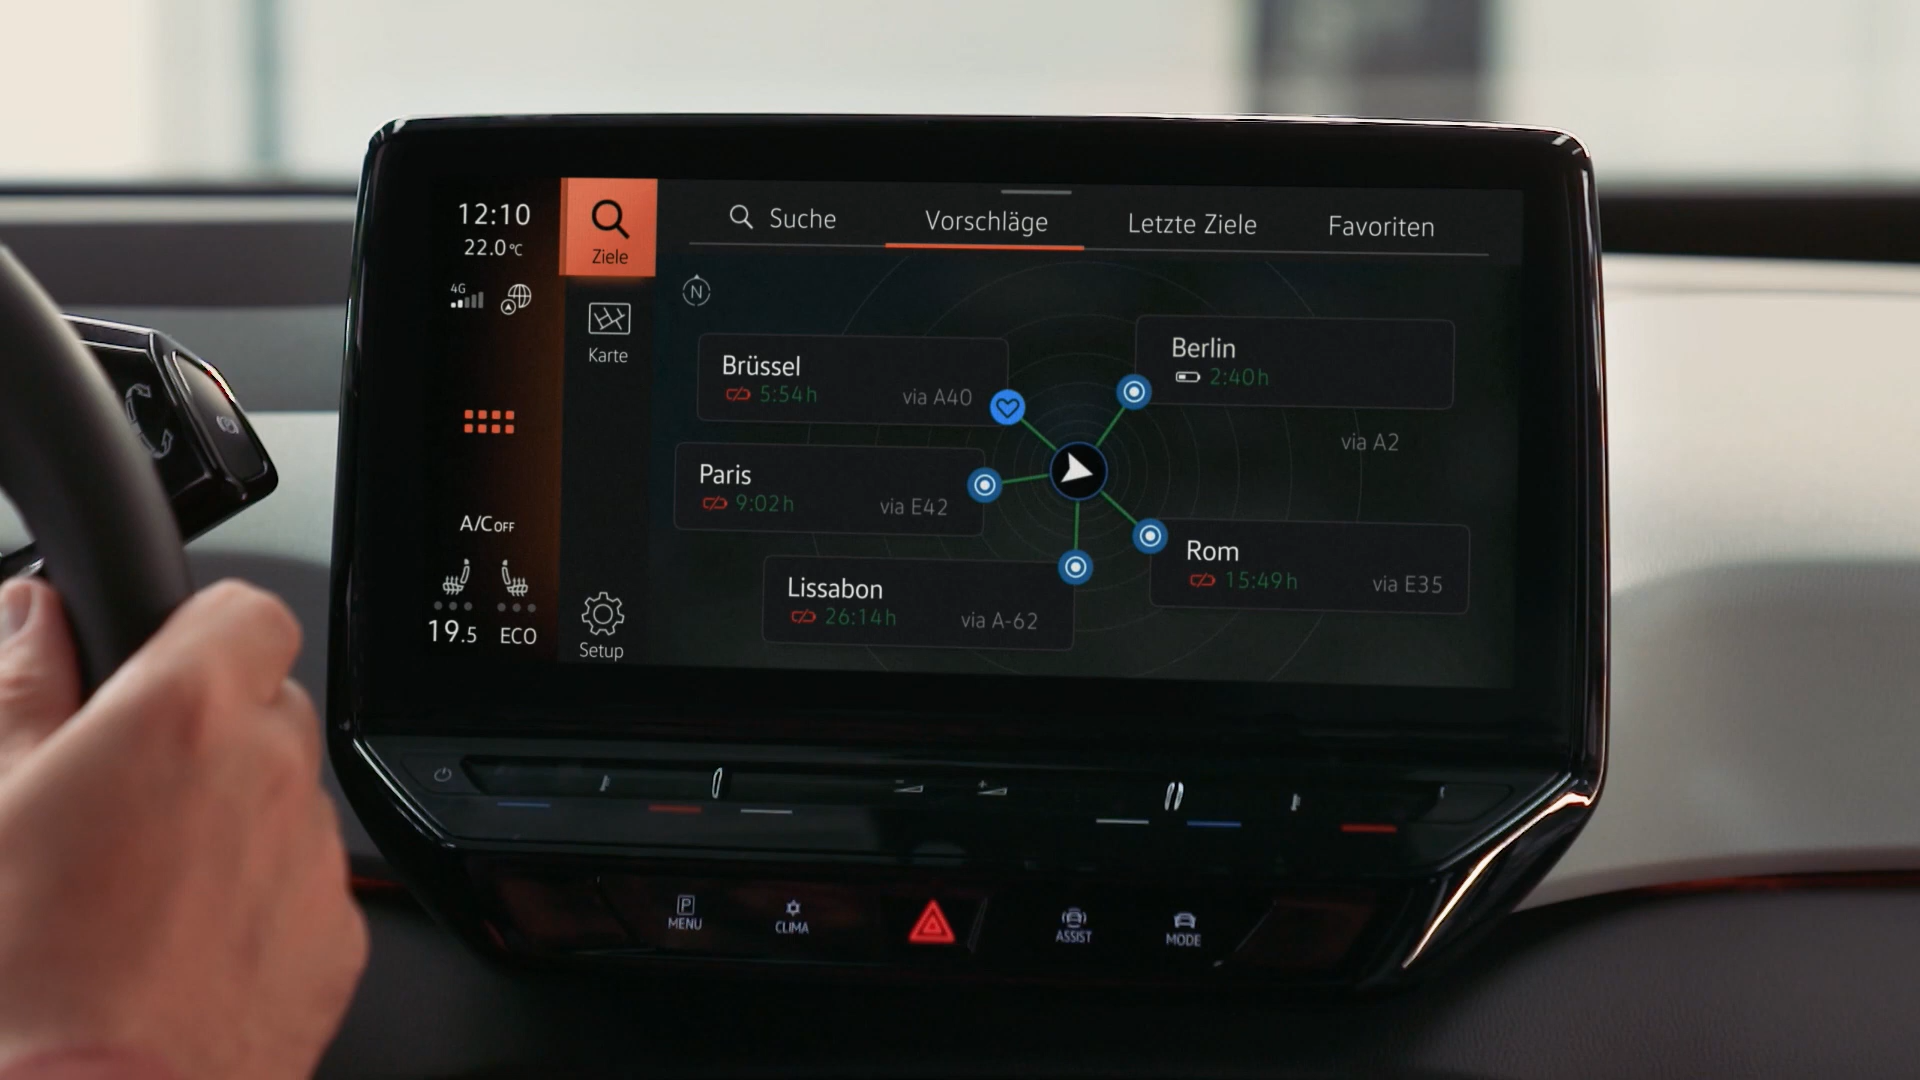 12:10
22.0°C
4G
A/C OFF
19.5 ECO
Ziele
Karte
Setup
Suche Vorschläge Letzte Ziele Favoriten
N
Brüssel
5:54h via A40
Berlin
2:40h
via A2
Paris
9:02h via E42
Rom
15:49h via E35
Lissabon
26:14h via A-62
P
MENU
CLIMA
ASSIST
MODE